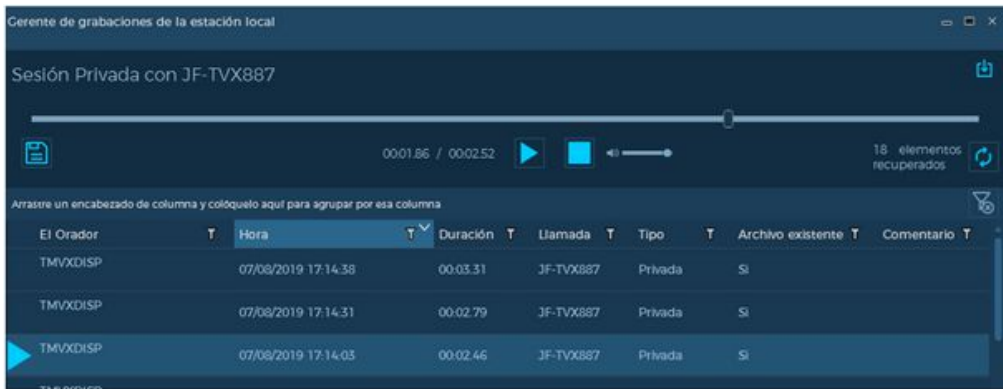 Gerente de grabaciones de la estación local
Sesión Privada con JF-TVX887
00:01.86 / 00:02.52
18 elementos
recuperados
Arrastre un encabezado de columna y colóquelo aquí para agrupar por esa columna
El Orador Hora Duración Llamada Tipo Archivo existente Comentario
TMVXDISP 07/08/2019 17:14:38 00:03.31 JF-TVX887 Privada Si
TMVXDISP 07/08/2019 17:14:31 00:02.79 JF-TVX887 Privada Si
TMVXDISP 07/08/2019 17:14:03 00:02.46 JF-TVX887 Privada Si